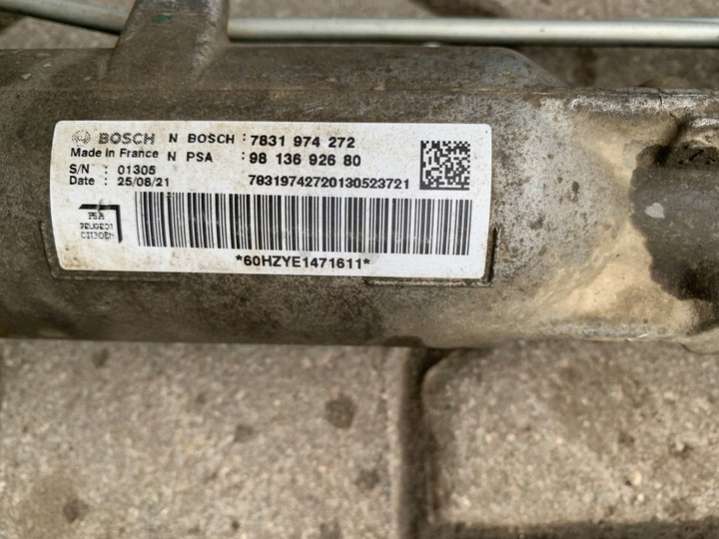 BOSCH N BOSCH : 7831 974 272
Made in France N PSA : 98 136 926 80
S/N : 01305
Date : 25/08/21 78319742720130523721
PSA
PEUGEOT
CITROEN
*60HZYE1471611*